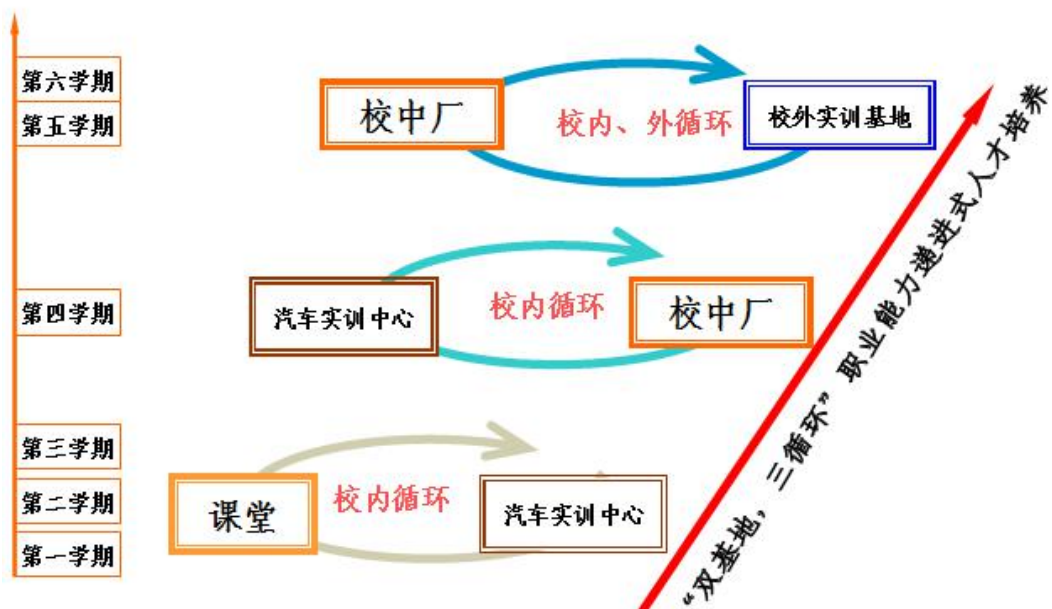 第六学期
第五学期
校中厂
校内、外循环
校外实训基地
第四学期
汽车实训中心
校内循环
校中厂
第三学期
第二学期
第一学期
课堂
校内循环
汽车实训中心
“双基地，三循环”职业能力递进式人才培养